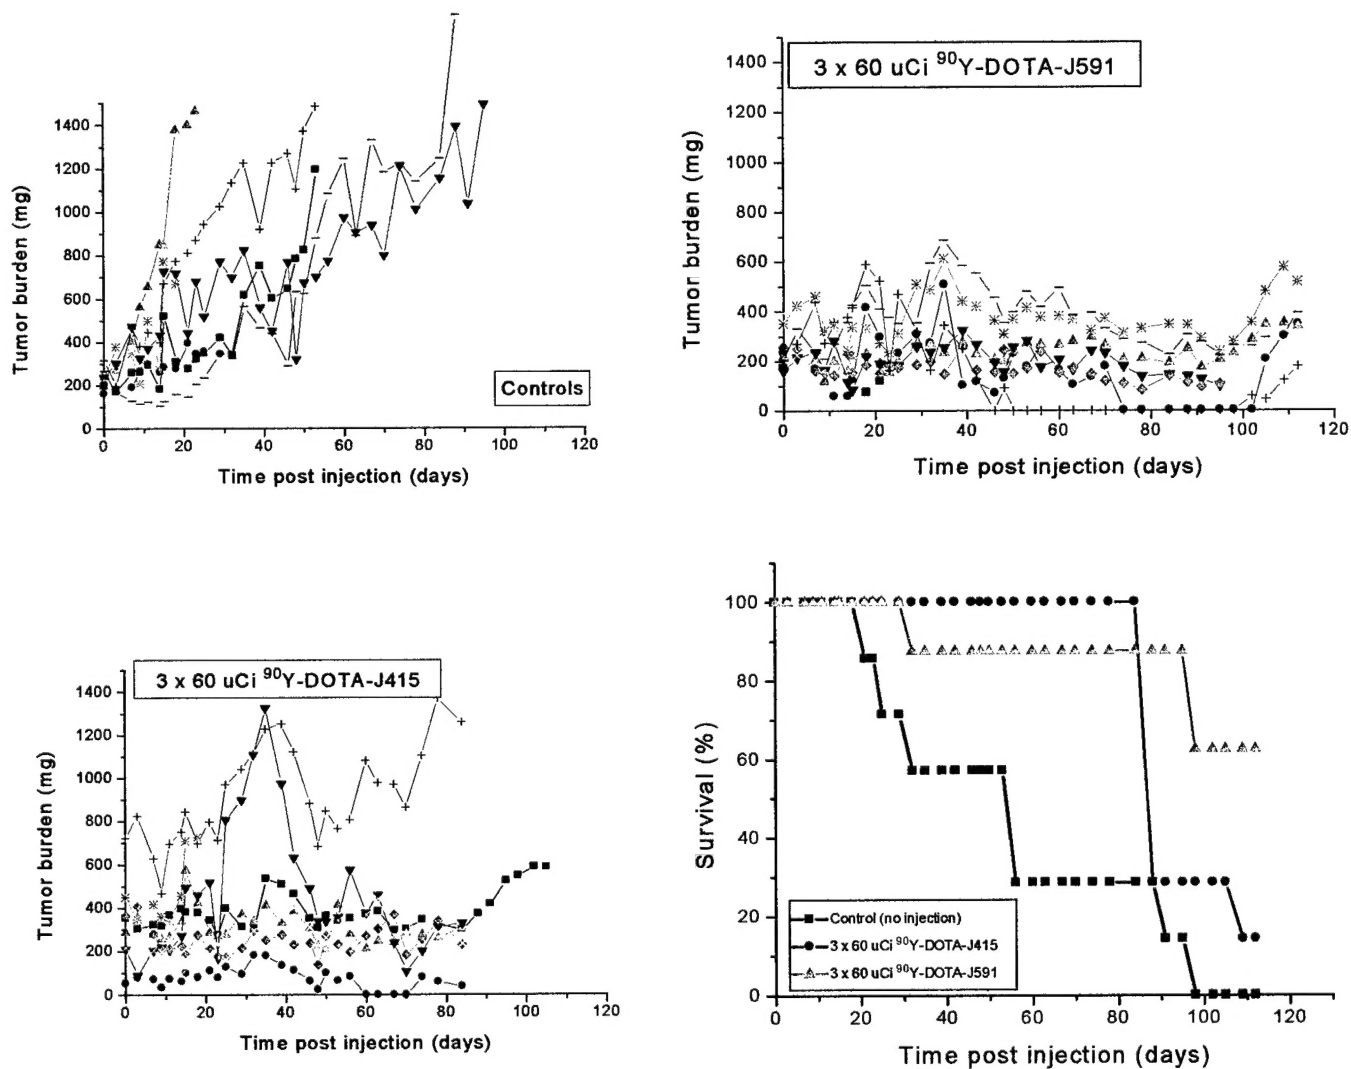 Tumor burden (mg)
1400
1200
1000
800
600
400
200
0
0 20 40 60 80 100 120
Time post injection (days)
Controls
3 x 60 uCi ⁹⁰Y-DOTA-J591
Tumor burden (mg)
1400
1200
1000
800
600
400
200
0
0 20 40 60 80 100 120
Time post injection (days)
3 x 60 uCi ⁹⁰Y-DOTA-J415
Tumor burden (mg)
1400
1200
1000
800
600
400
200
0
0 20 40 60 80 100 120
Time post injection (days)
Survival (%)
100
80
60
40
20
0
0 20 40 60 80 100 120
Time post injection (days)
Control (no injection)
3 x 60 uCi ⁹⁰Y-DOTA-J415
3 x 60 uCi ⁹⁰Y-DOTA-J591